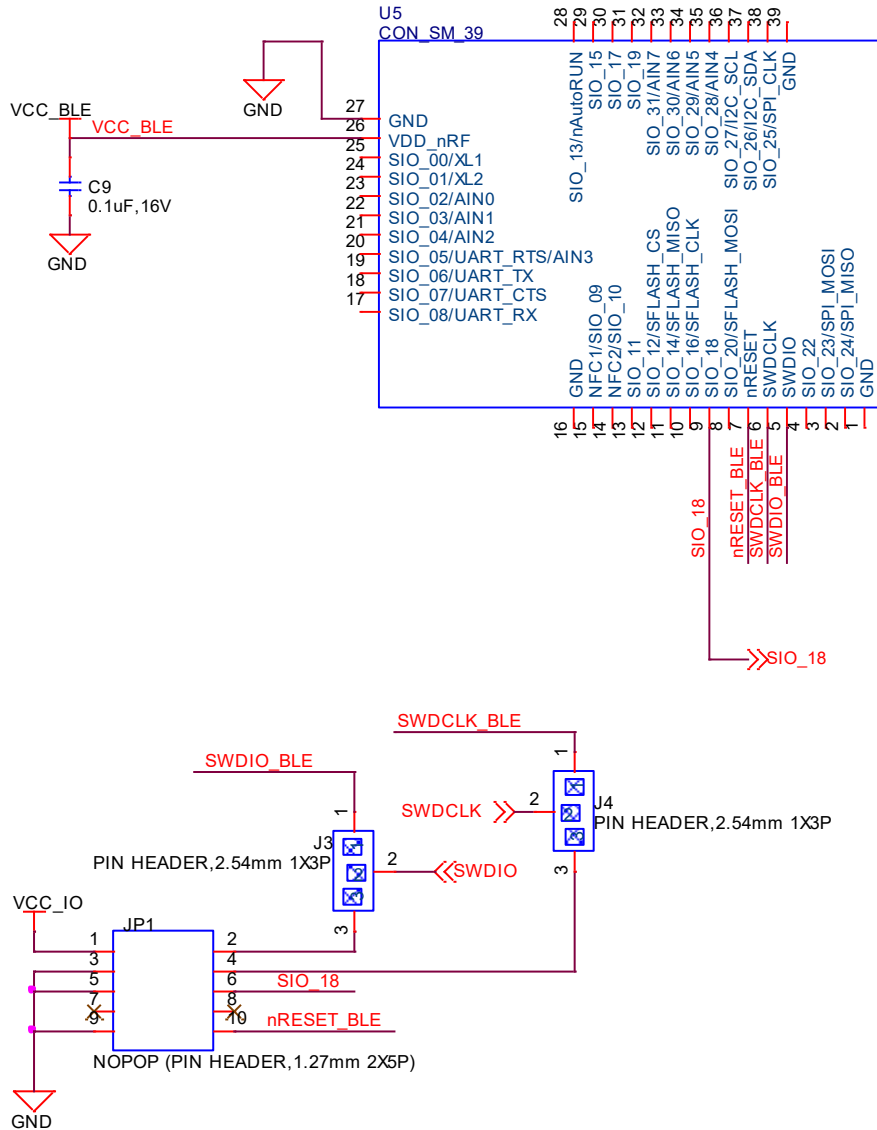 U5
CON_SM_39
28
29
30
31
32
33
34
35
36
37
38
39
SIO_13/nAutoRUN
SIO_15
SIO_17
SIO_19
SIO_31/AIN7
SIO_30/AIN6
SIO_29/AIN5
SIO_28/AIN4
SIO_27/I2C_SCL
SIO_26/I2C_SDA
SIO_25/SPI_CLK
GND
GND
VCC_BLE
VCC_BLE
C9
0.1uF,16V
GND
27
26
25
24
23
22
21
20
19
18
17
GND
VDD_nRF
SIO_00/XL1
SIO_01/XL2
SIO_02/AIN0
SIO_03/AIN1
SIO_04/AIN2
SIO_05/UART_RTS/AIN3
SIO_06/UART_TX
SIO_07/UART_CTS
SIO_08/UART_RX
GND
NFC1/SIO_09
NFC2/SIO_10
SIO_11
SIO_12/SFLASH_CS
SIO_14/SFLASH_MISO
SIO_16/SFLASH_CLK
SIO_18
SIO_20/SFLASH_MOSI
nRESET
SWDCLK
SWDIO
SIO_22
SIO_23/SPI_MOSI
SIO_24/SPI_MISO
GND
16
15
14
13
12
11
10
9
8
7
6
5
4
3
2
1
SIO_18
nRESET_BLE
SWDCLK_BLE
SWDIO_BLE
SIO_18
SWDCLK_BLE
1
SWDCLK
2
1
2
3
J4
PIN HEADER,2.54mm 1X3P
3
SWDIO_BLE
1
J3
PIN HEADER,2.54mm 1X3P
1
2
3
2
SWDIO
3
VCC_IO
JP1
1
2
3
4
5
6
SIO_18
7
8
9
10
nRESET_BLE
NOPOP (PIN HEADER,1.27mm 2X5P)
GND